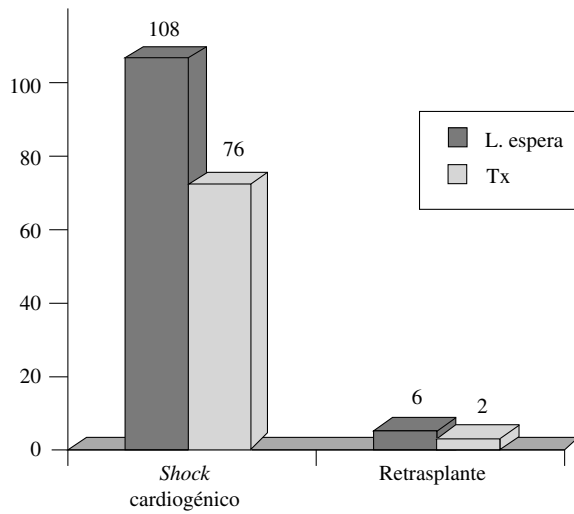 108
100
76
80
60
40
20
0
L. espera
Tx
6
2
Shock
cardiogénico
Retrasplante